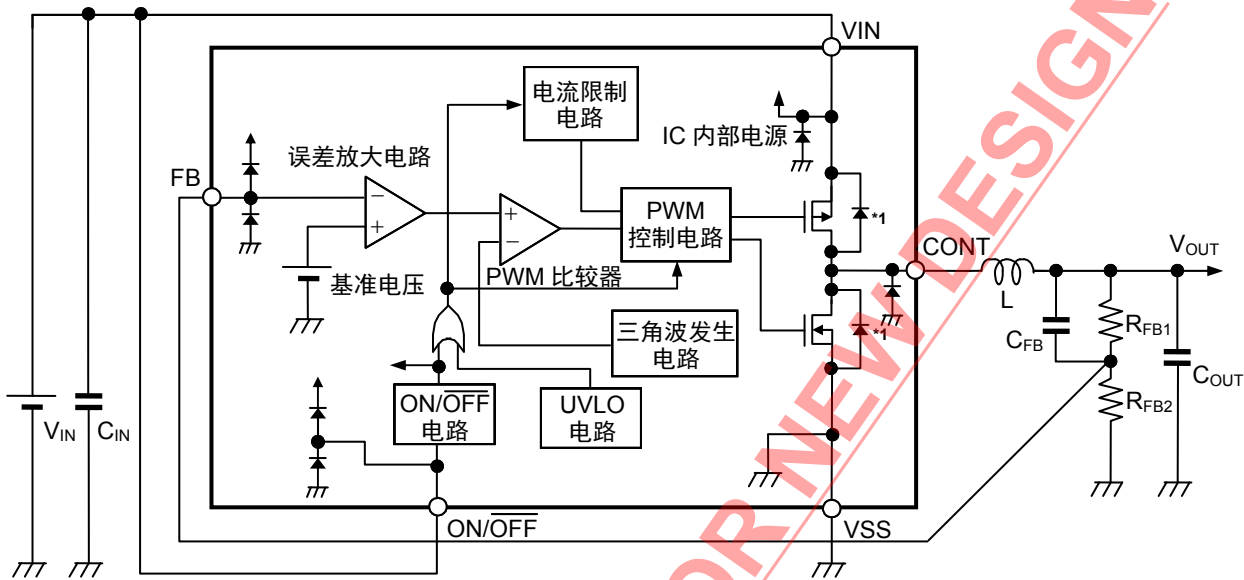 VIN
电流限制
电路
IC 内部电源
误差放大电路
FB
−
+
+
−
PWM
控制电路
*1
CONT
VOUT
基准电压
PWM 比较器
L
CFB
RFB1
COUT
RFB2
三角波发生
电路
*1
VIN
CIN
ON/OFF
电路
UVLO
电路
ON/OFF
VSS
OR NEW DESIGN